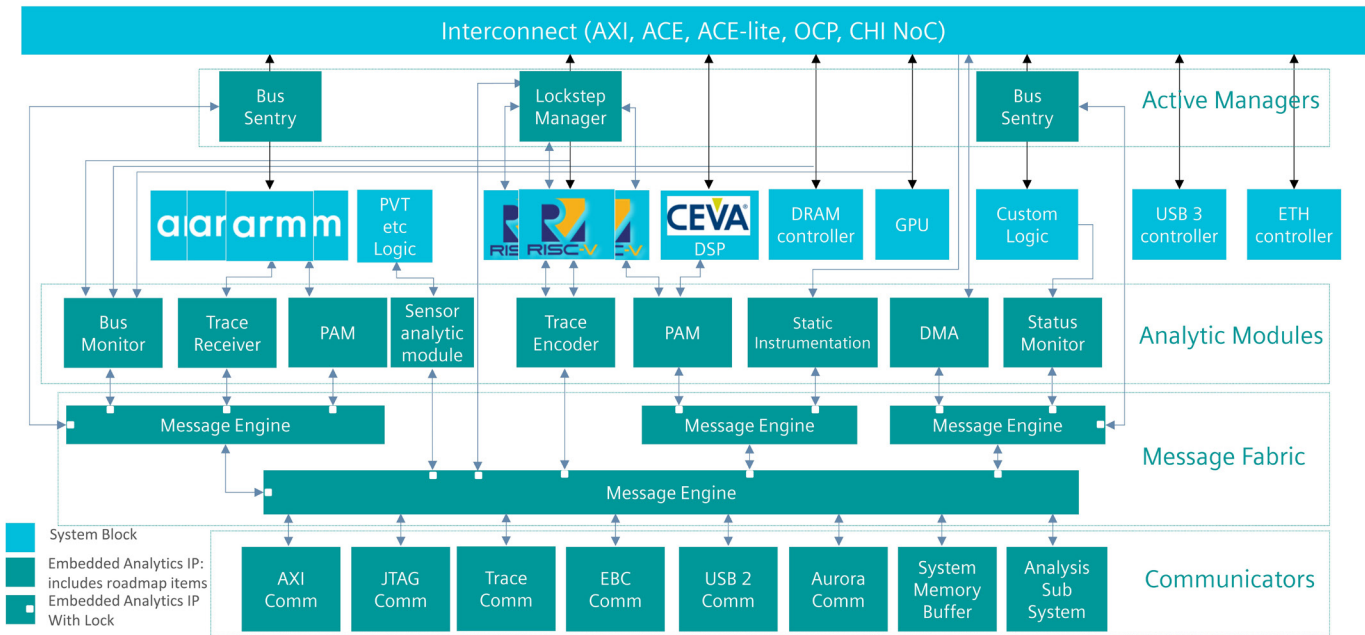 Interconnect (AXI, ACE, ACE-lite, OCP, CHI NoC)
Bus
Sentry
Lockstep
Manager
Bus
Sentry
Active Managers
arm
PVT
etc
Logic
RISC-V
CEVA®
DSP
DRAM
controller
GPU
Custom
Logic
USB 3
controller
ETH
controller
Bus
Monitor
Trace
Receiver
PAM
Sensor
analytic
module
Trace
Encoder
PAM
Static
Instrumentation
DMA
Status
Monitor
Analytic Modules
Message Engine
Message Engine
Message Engine
Message Fabric
Message Engine
System Block
Embedded Analytics IP:
includes roadmap items
Embedded Analytics IP
With Lock
AXI
Comm
JTAG
Comm
Trace
Comm
EBC
Comm
USB 2
Comm
Aurora
Comm
System
Memory
Buffer
Analysis
Sub
System
Communicators